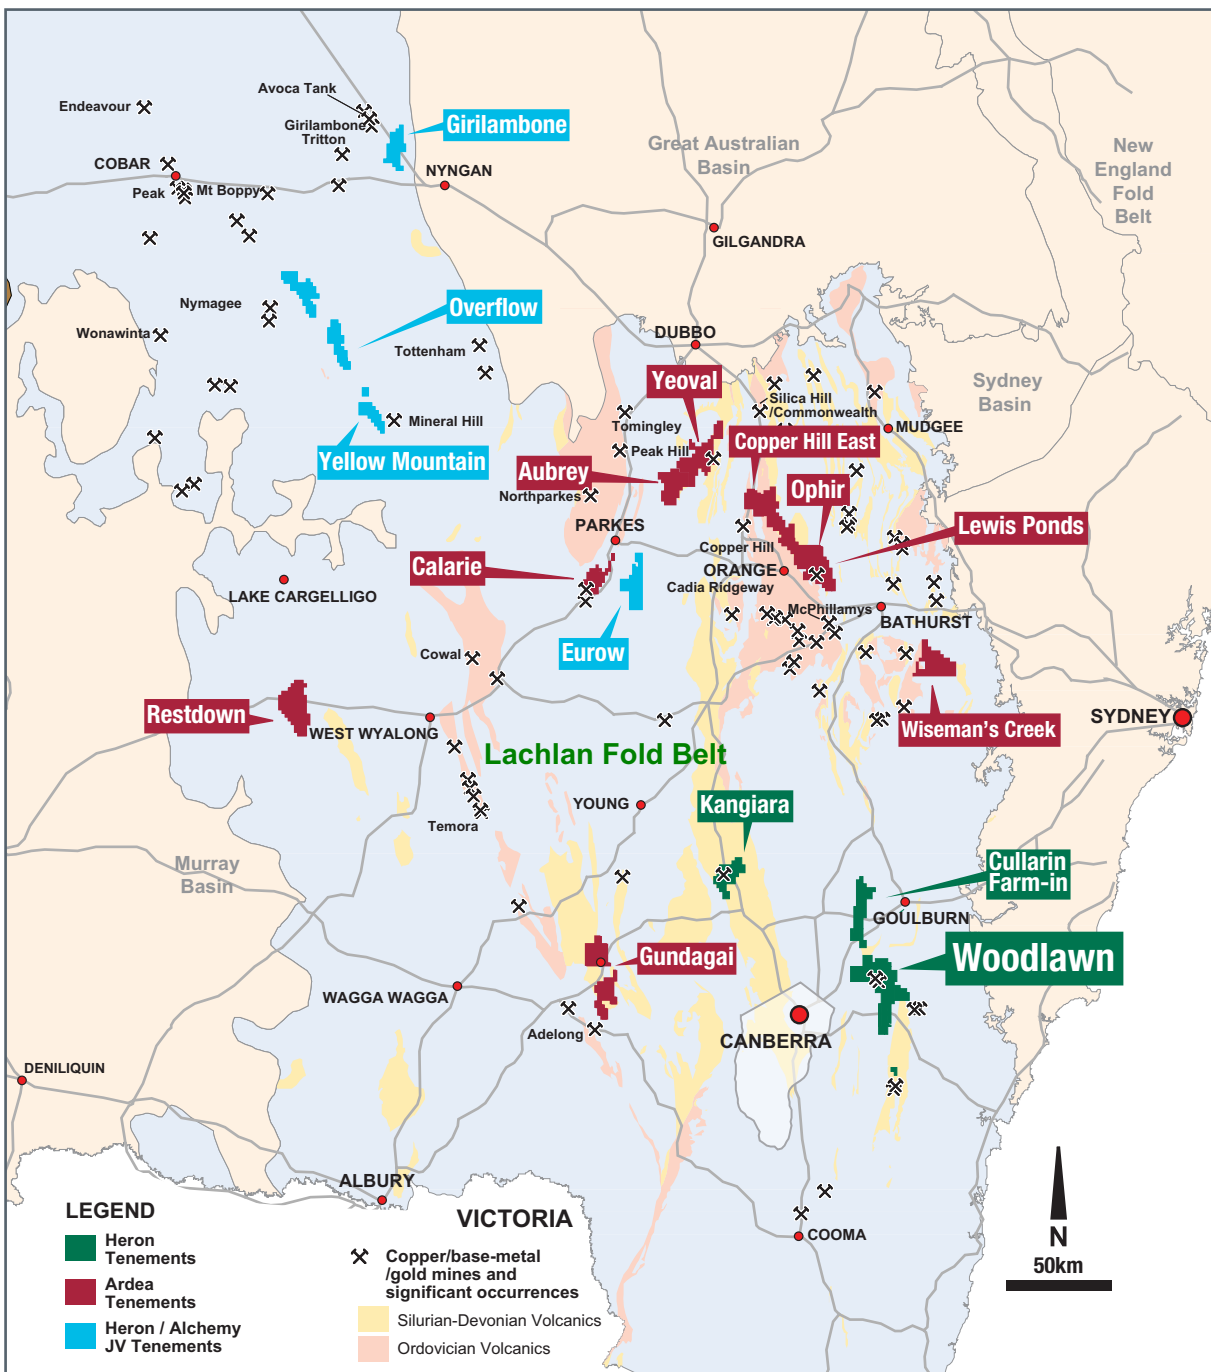 Endeavour
Avoca Tank
Girilambone
Tritton
Girilambone
Great Australian
Basin
New
England
Fold
Belt
COBAR
Peak
Mt Boppy
NYNGAN
GILGANDRA
Nymagee
Overflow
Wonawinta
Tottenham
DUBBO
Yeoval
Sydney
Basin
Silica Hill
/Commonwealth
Mineral Hill
Tomingley
MUDGEE
Yellow Mountain
Peak Hill
Copper Hill East
Aubrey
Ophir
Northparkes
Lewis Ponds
PARKES
Copper Hill
Calarie
ORANGE
Cadia Ridgeway
LAKE CARGELLIGO
McPhillamys
BATHURST
Eurow
Cowal
Restdown
SYDNEY
WEST WYALONG
Wiseman's Creek
Lachlan Fold Belt
YOUNG
Kangiara
Temora
Murray
Basin
Cullarin
Farm-in
GOULBURN
Gundagai
Woodlawn
WAGGA WAGGA
Adelong
CANBERRA
DENILIQUIN
ALBURY
VICTORIA
COOMA
N
50km
LEGEND
Heron
Tenements
Ardea
Tenements
Heron / Alchemy
JV Tenements
Copper/base-metal
/gold mines and
significant occurrences
Silurian-Devonian Volcanics
Ordovician Volcanics